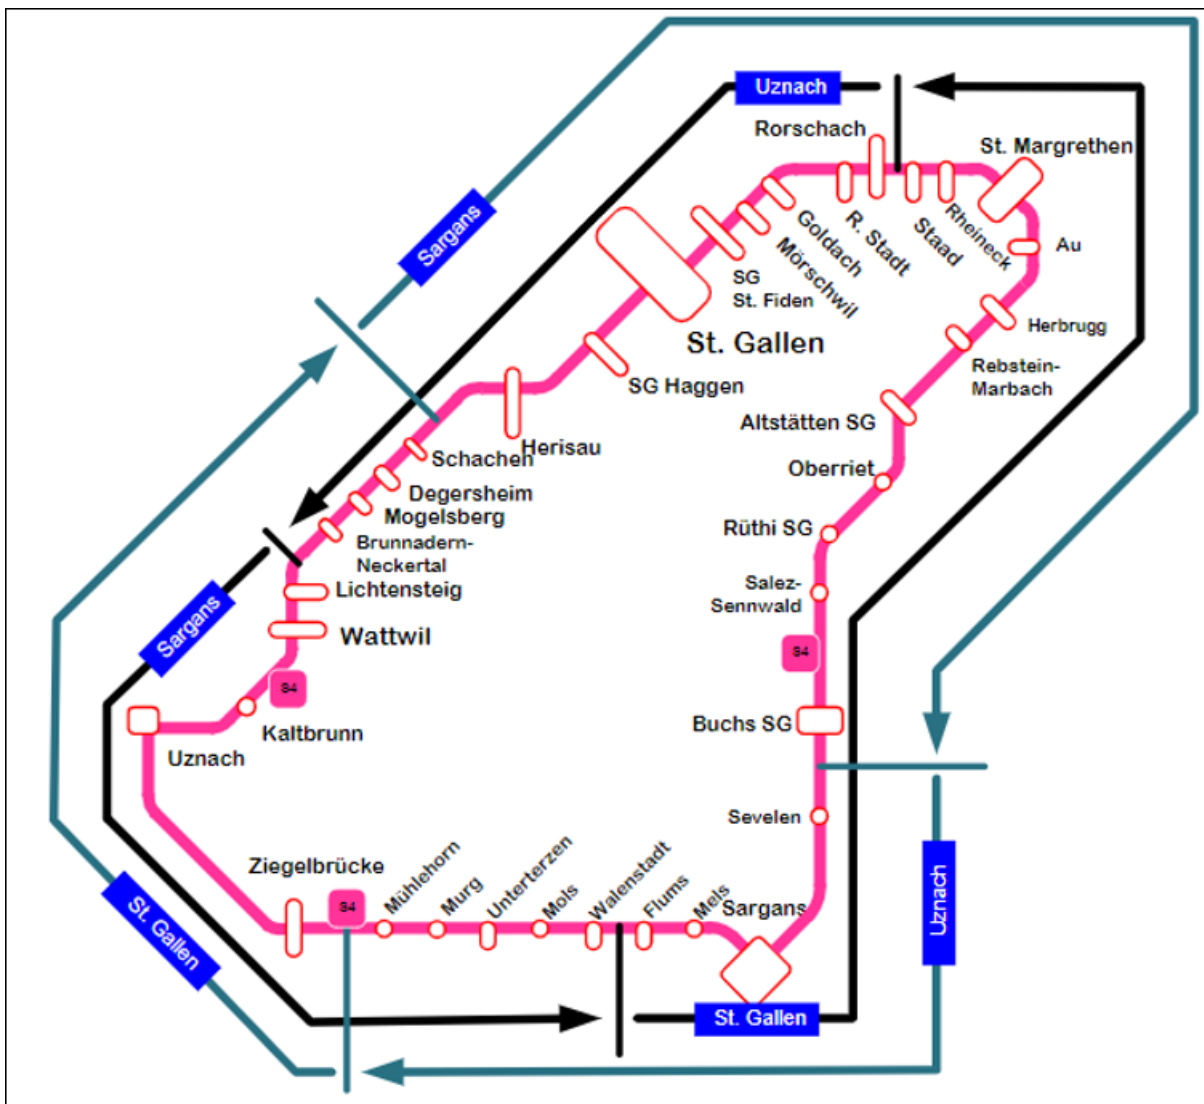 Uznach
Rorschach
St. Margrethen
Sargans
Goldach
Mörschwil
R. Stadt
Staad
Rheineck
Au
SG
St. Fiden
St. Gallen
Herbrugg
Rebstein-
Marbach
SG Haggen
Altstätten SG
Herisau
Schachen
Oberriet
Degersheim
Mogelsberg
Rüthi SG
Brunnadern-
Neckertal
Lichtensteig
Salez-
Sennwald
Sargans
Wattwil
S4
S4
Kaltbrunn
Buchs SG
Uznach
Sevelen
Ziegelbrücke
Mühlehorn
Murg
Unterterzen
Mols
Walenstadt
Flums
Mels
Sargans
S4
Uznach
St. Gallen
St. Gallen